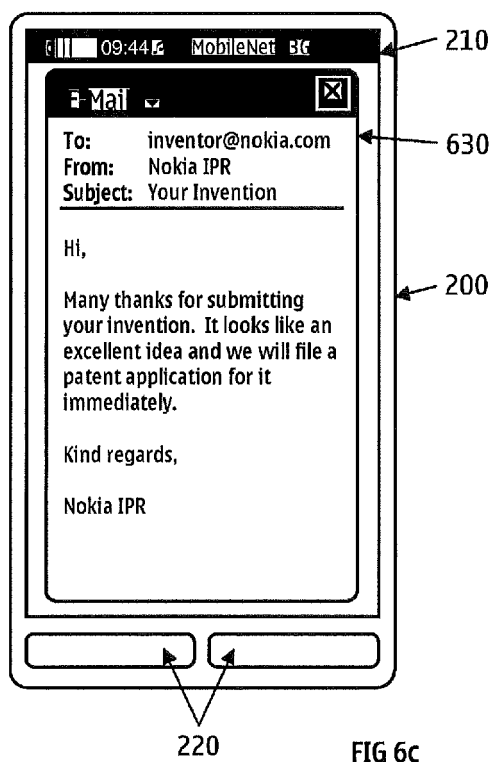 09:44 MobileNet 3G
210
E-Mail
630
To: inventor@nokia.com
From: Nokia IPR
Subject: Your Invention
Hi,
200
Many thanks for submitting
your invention. It looks like an
excellent idea and we will file a
patent application for it
immediately.
Kind regards,
Nokia IPR
220
FIG 6c